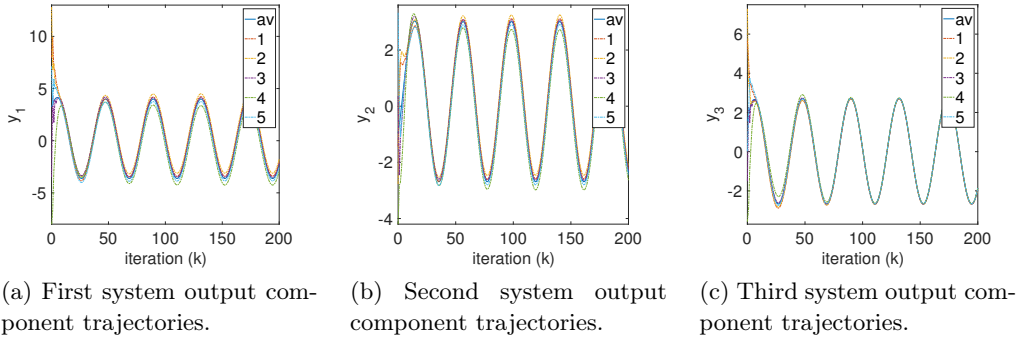 10
5
0
-5
y1
0
50
100
150
200
iteration (k)
av
1
2
3
4
5
2
0
-2
-4
y2
0
50
100
150
200
iteration (k)
av
1
2
3
4
5
6
4
2
0
-2
y3
0
50
100
150
200
iteration (k)
av
1
2
3
4
5
(a) First system output com-
ponent trajectories.
(b) Second system output
component trajectories.
(c) Third system output com-
ponent trajectories.